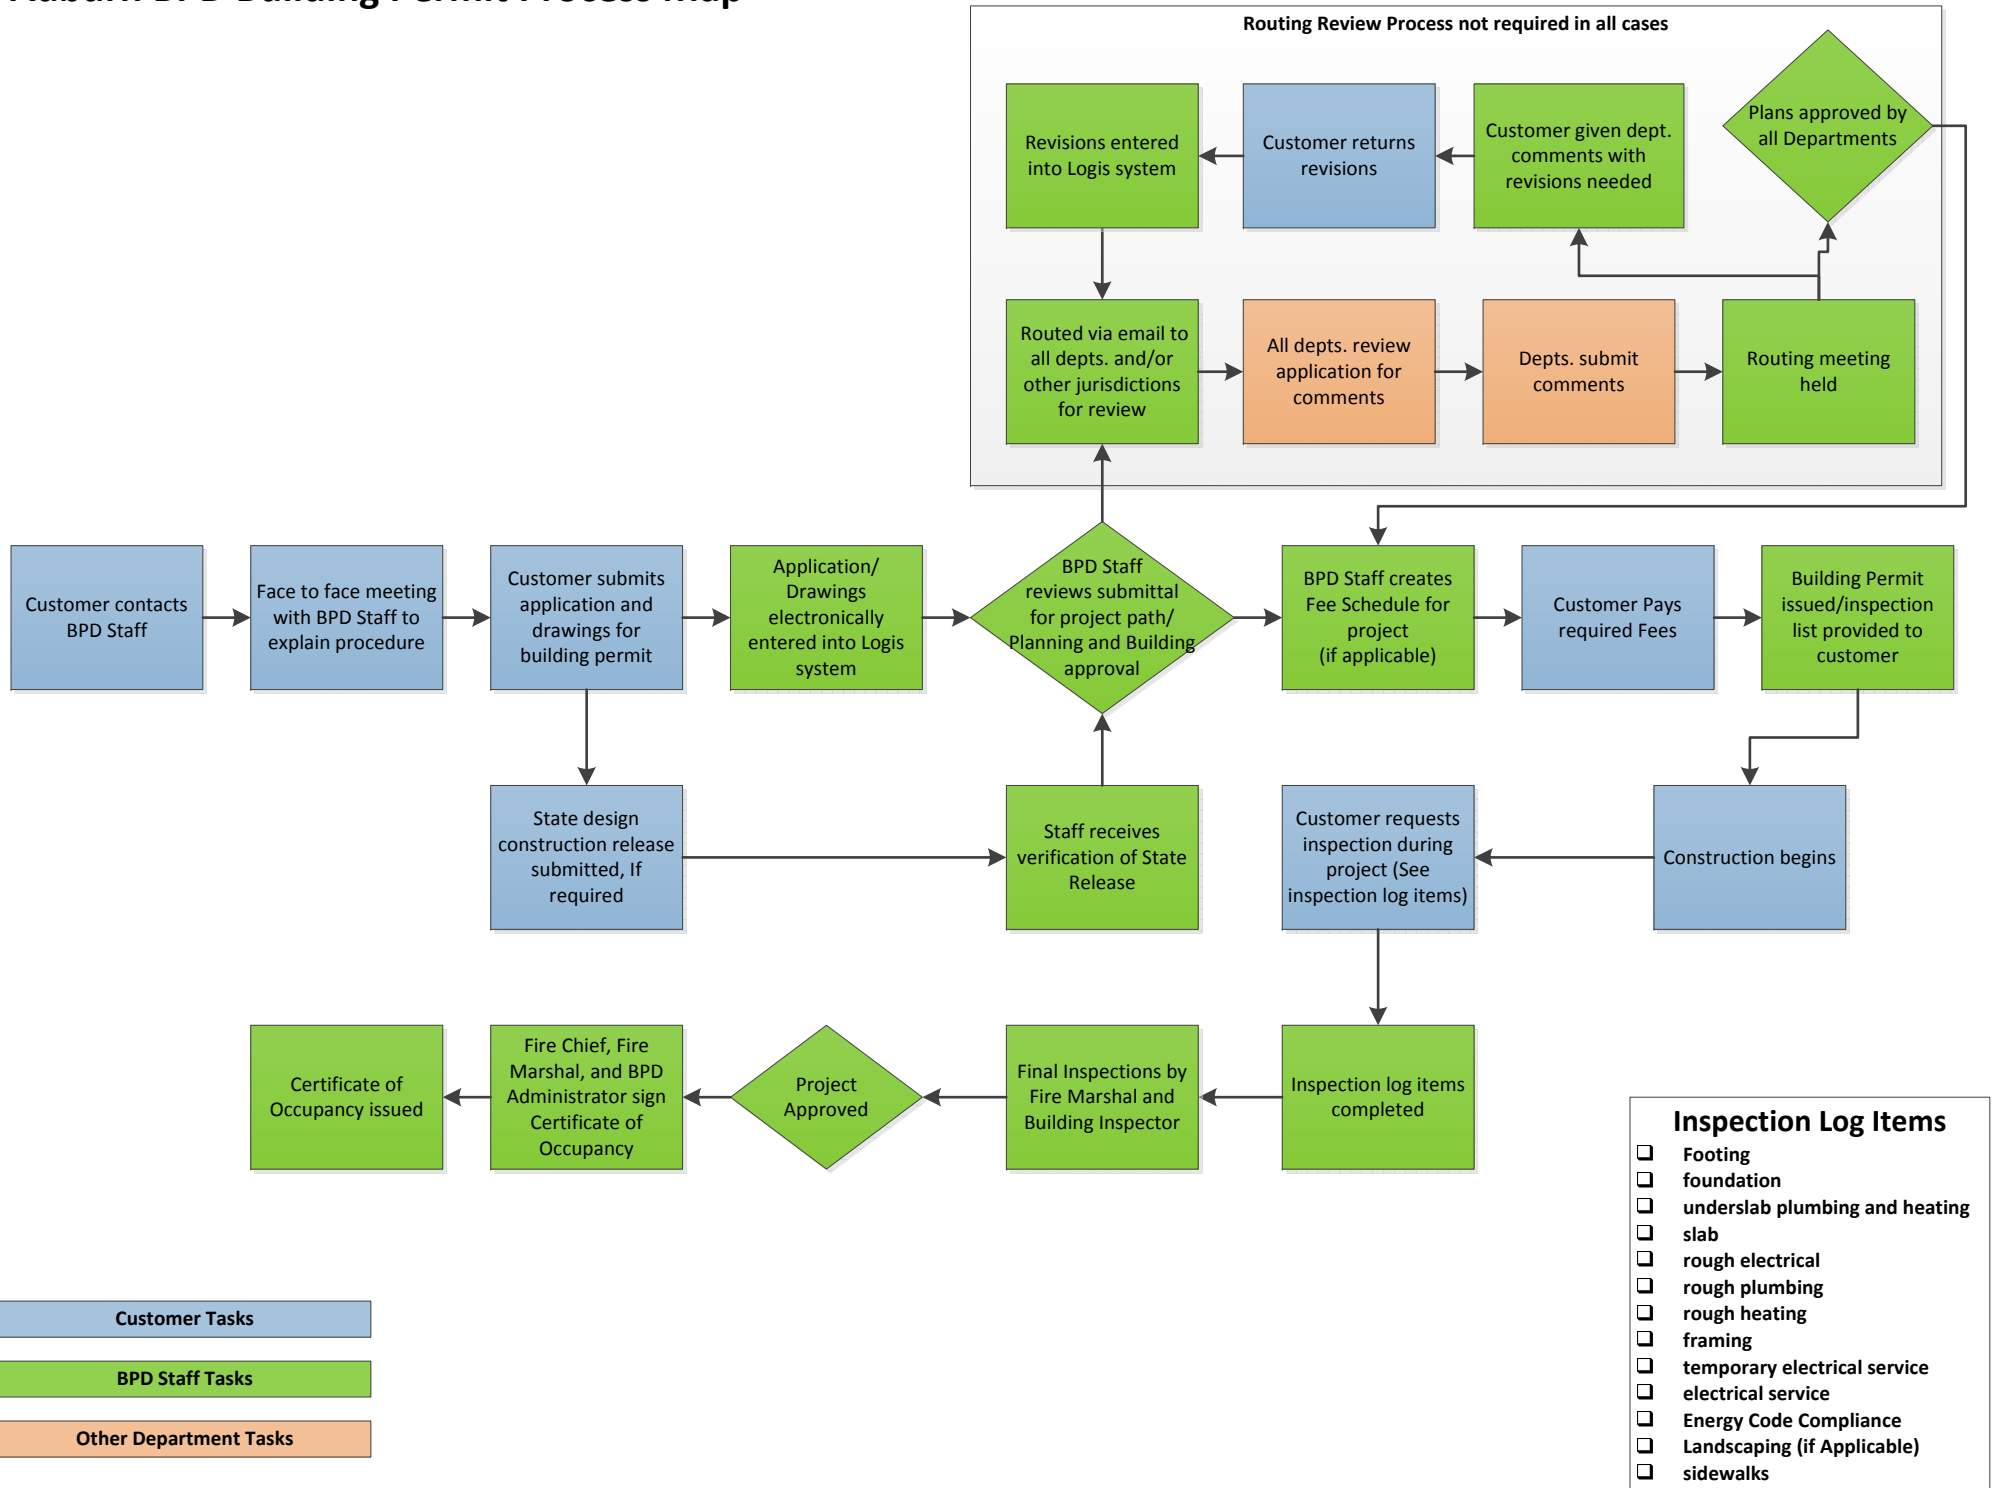 Auburn BPD Building Permit Process Map
Routing Review Process not required in all cases
Revisions entered
into Logis system
Customer returns
revisions
Customer given dept.
comments with
revisions needed
Plans approved by
all Departments
Routed via email to
all depts. and/or
other jurisdictions
for review
All depts. review
application for
comments
Depts. submit
comments
Routing meeting
held
Customer contacts
BPD Staff
Face to face meeting
with BPD Staff to
explain procedure
Customer submits
application and
drawings for
building permit
Application/
Drawings
electronically
entered into Logis
system
BPD Staff
reviews submittal
for project path/
Planning and Building
approval
BPD Staff creates
Fee Schedule for
project
(if applicable)
Customer Pays
required Fees
Building Permit
issued/inspection
list provided to
customer
State design
construction release
submitted, If
required
Staff receives
verification of State
Release
Customer requests
inspection during
project (See
inspection log items)
Construction begins
Certificate of
Occupancy issued
Fire Chief, Fire
Marshal, and BPD
Administrator sign
Certificate of
Occupancy
Project
Approved
Final Inspections by
Fire Marshal and
Building Inspector
Inspection log items
completed
Inspection Log Items
Footing
foundation
underslab plumbing and heating
slab
rough electrical
rough plumbing
rough heating
framing
temporary electrical service
electrical service
Energy Code Compliance
Landscaping (if Applicable)
sidewalks
Customer Tasks
BPD Staff Tasks
Other Department Tasks